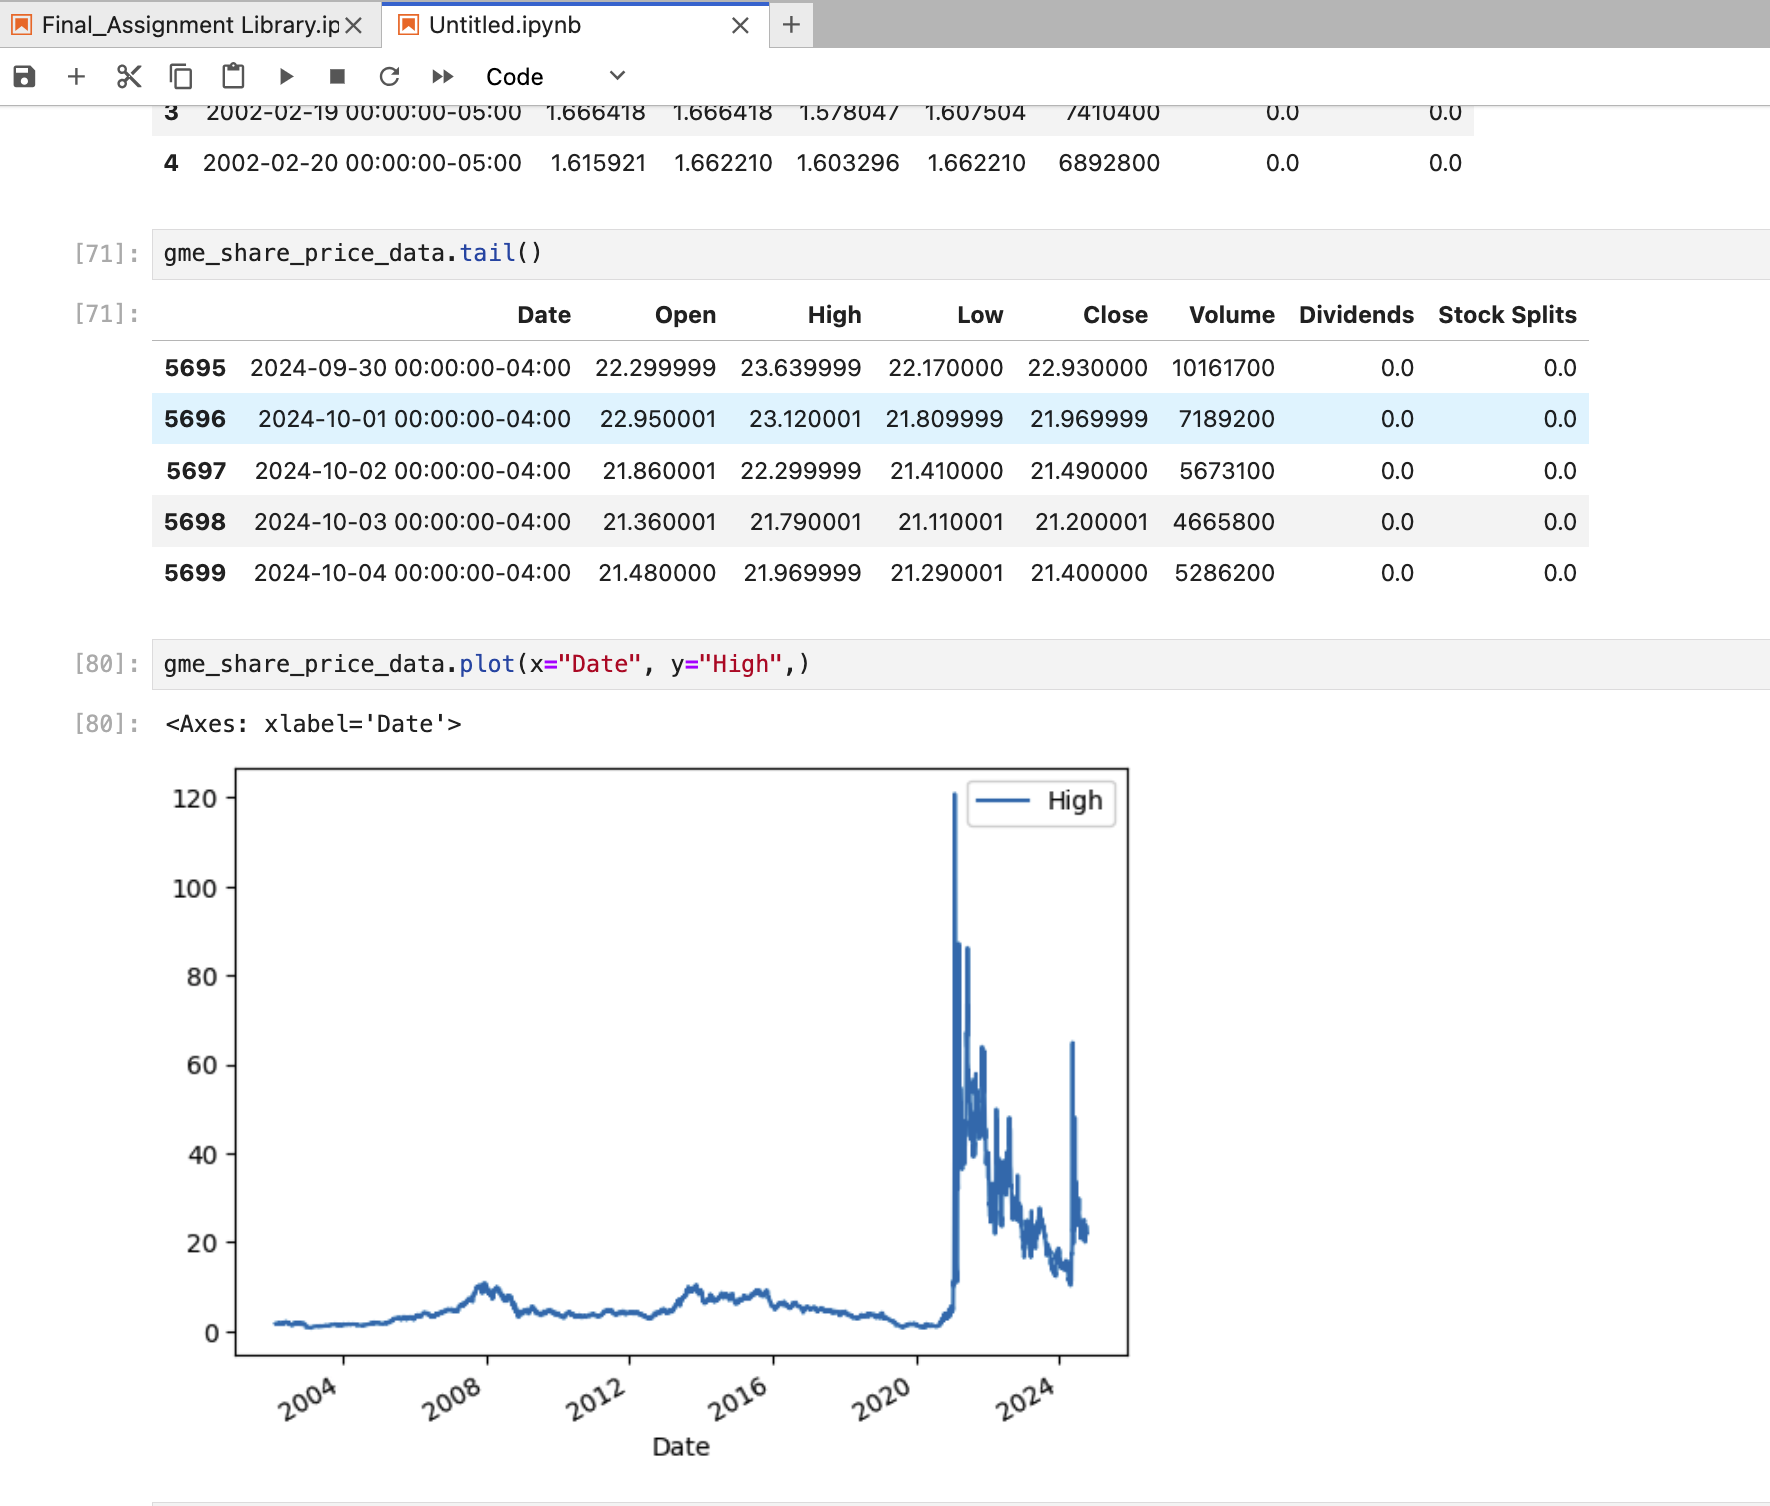 Final_Assignment Library.ip
Untitled.ipynb
Code
3 2002-02-19 00:00:00-05:00 1.666418 1.666418 1.578047 1.607504 7410400 0.0 0.0
4 2002-02-20 00:00:00-05:00 1.615921 1.662210 1.603296 1.662210 6892800 0.0 0.0
[71]: gme_share_price_data.tail()
[71]: Date Open High Low Close Volume Dividends Stock Splits
5695 2024-09-30 00:00:00-04:00 22.299999 23.639999 22.170000 22.930000 10161700 0.0 0.0
5696 2024-10-01 00:00:00-04:00 22.950001 23.120001 21.809999 21.969999 7189200 0.0 0.0
5697 2024-10-02 00:00:00-04:00 21.860001 22.299999 21.410000 21.490000 5673100 0.0 0.0
5698 2024-10-03 00:00:00-04:00 21.360001 21.790001 21.110001 21.200001 4665800 0.0 0.0
5699 2024-10-04 00:00:00-04:00 21.480000 21.969999 21.290001 21.400000 5286200 0.0 0.0
[80]: gme_share_price_data.plot(x="Date", y="High",)
[80]: <Axes: xlabel='Date'>
High
120
100
80
60
40
20
0
2004 2008 2012 2016 2020 2024
Date